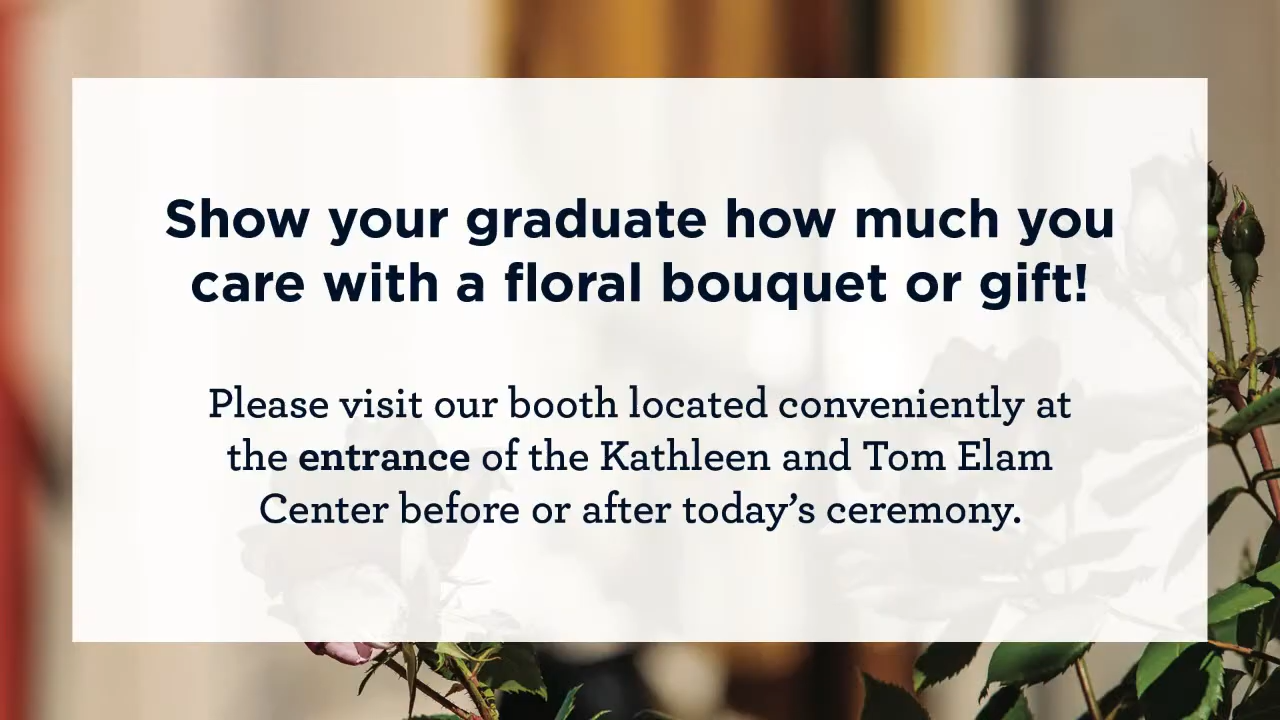 Show your graduate how much you
care with a floral bouquet or gift!
Please visit our booth located conveniently at
the entrance of the Kathleen and Tom Elam
Center before or after today’s ceremony.